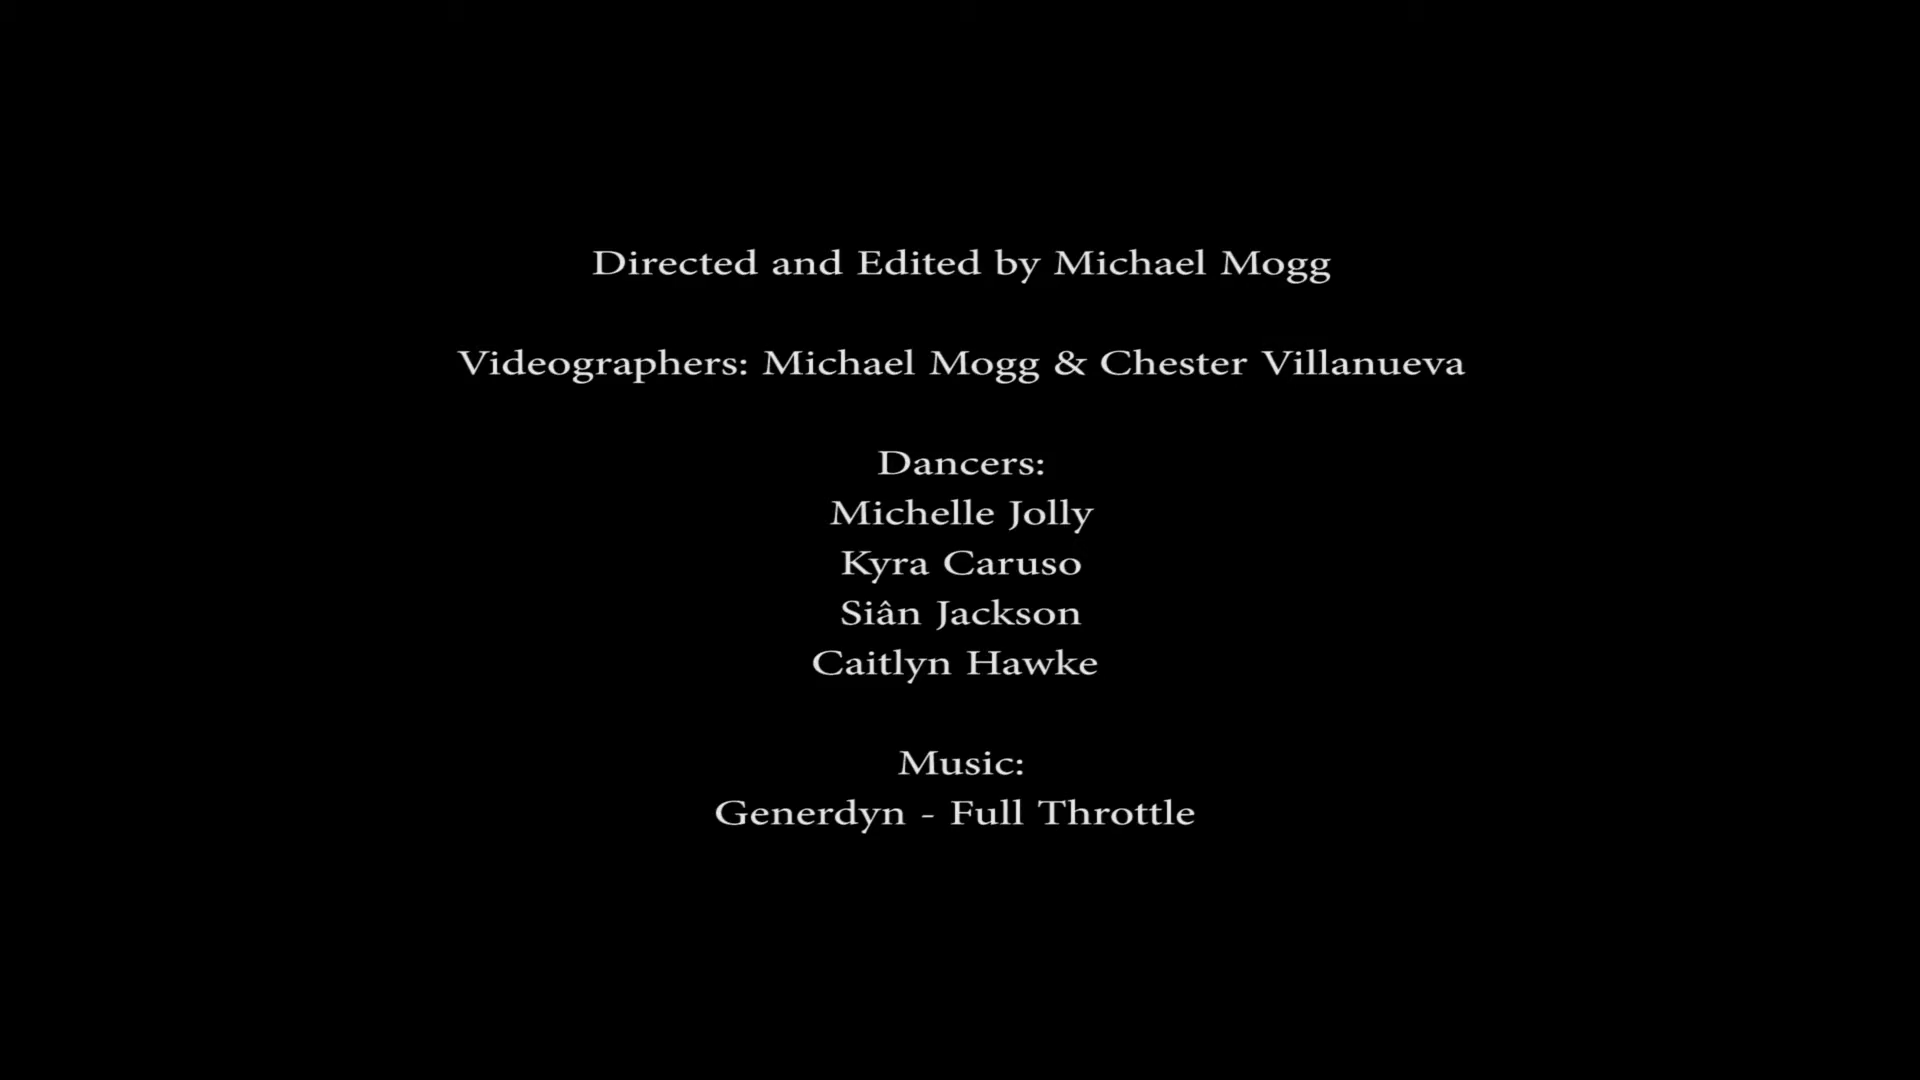 Directed and Edited by Michael Mogg
Videographers: Michael Mogg & Chester Villanueva
Dancers:
Michelle Jolly
Kyra Caruso
Siân Jackson
Caitlyn Hawke
Music:
Generdyn - Full Throttle